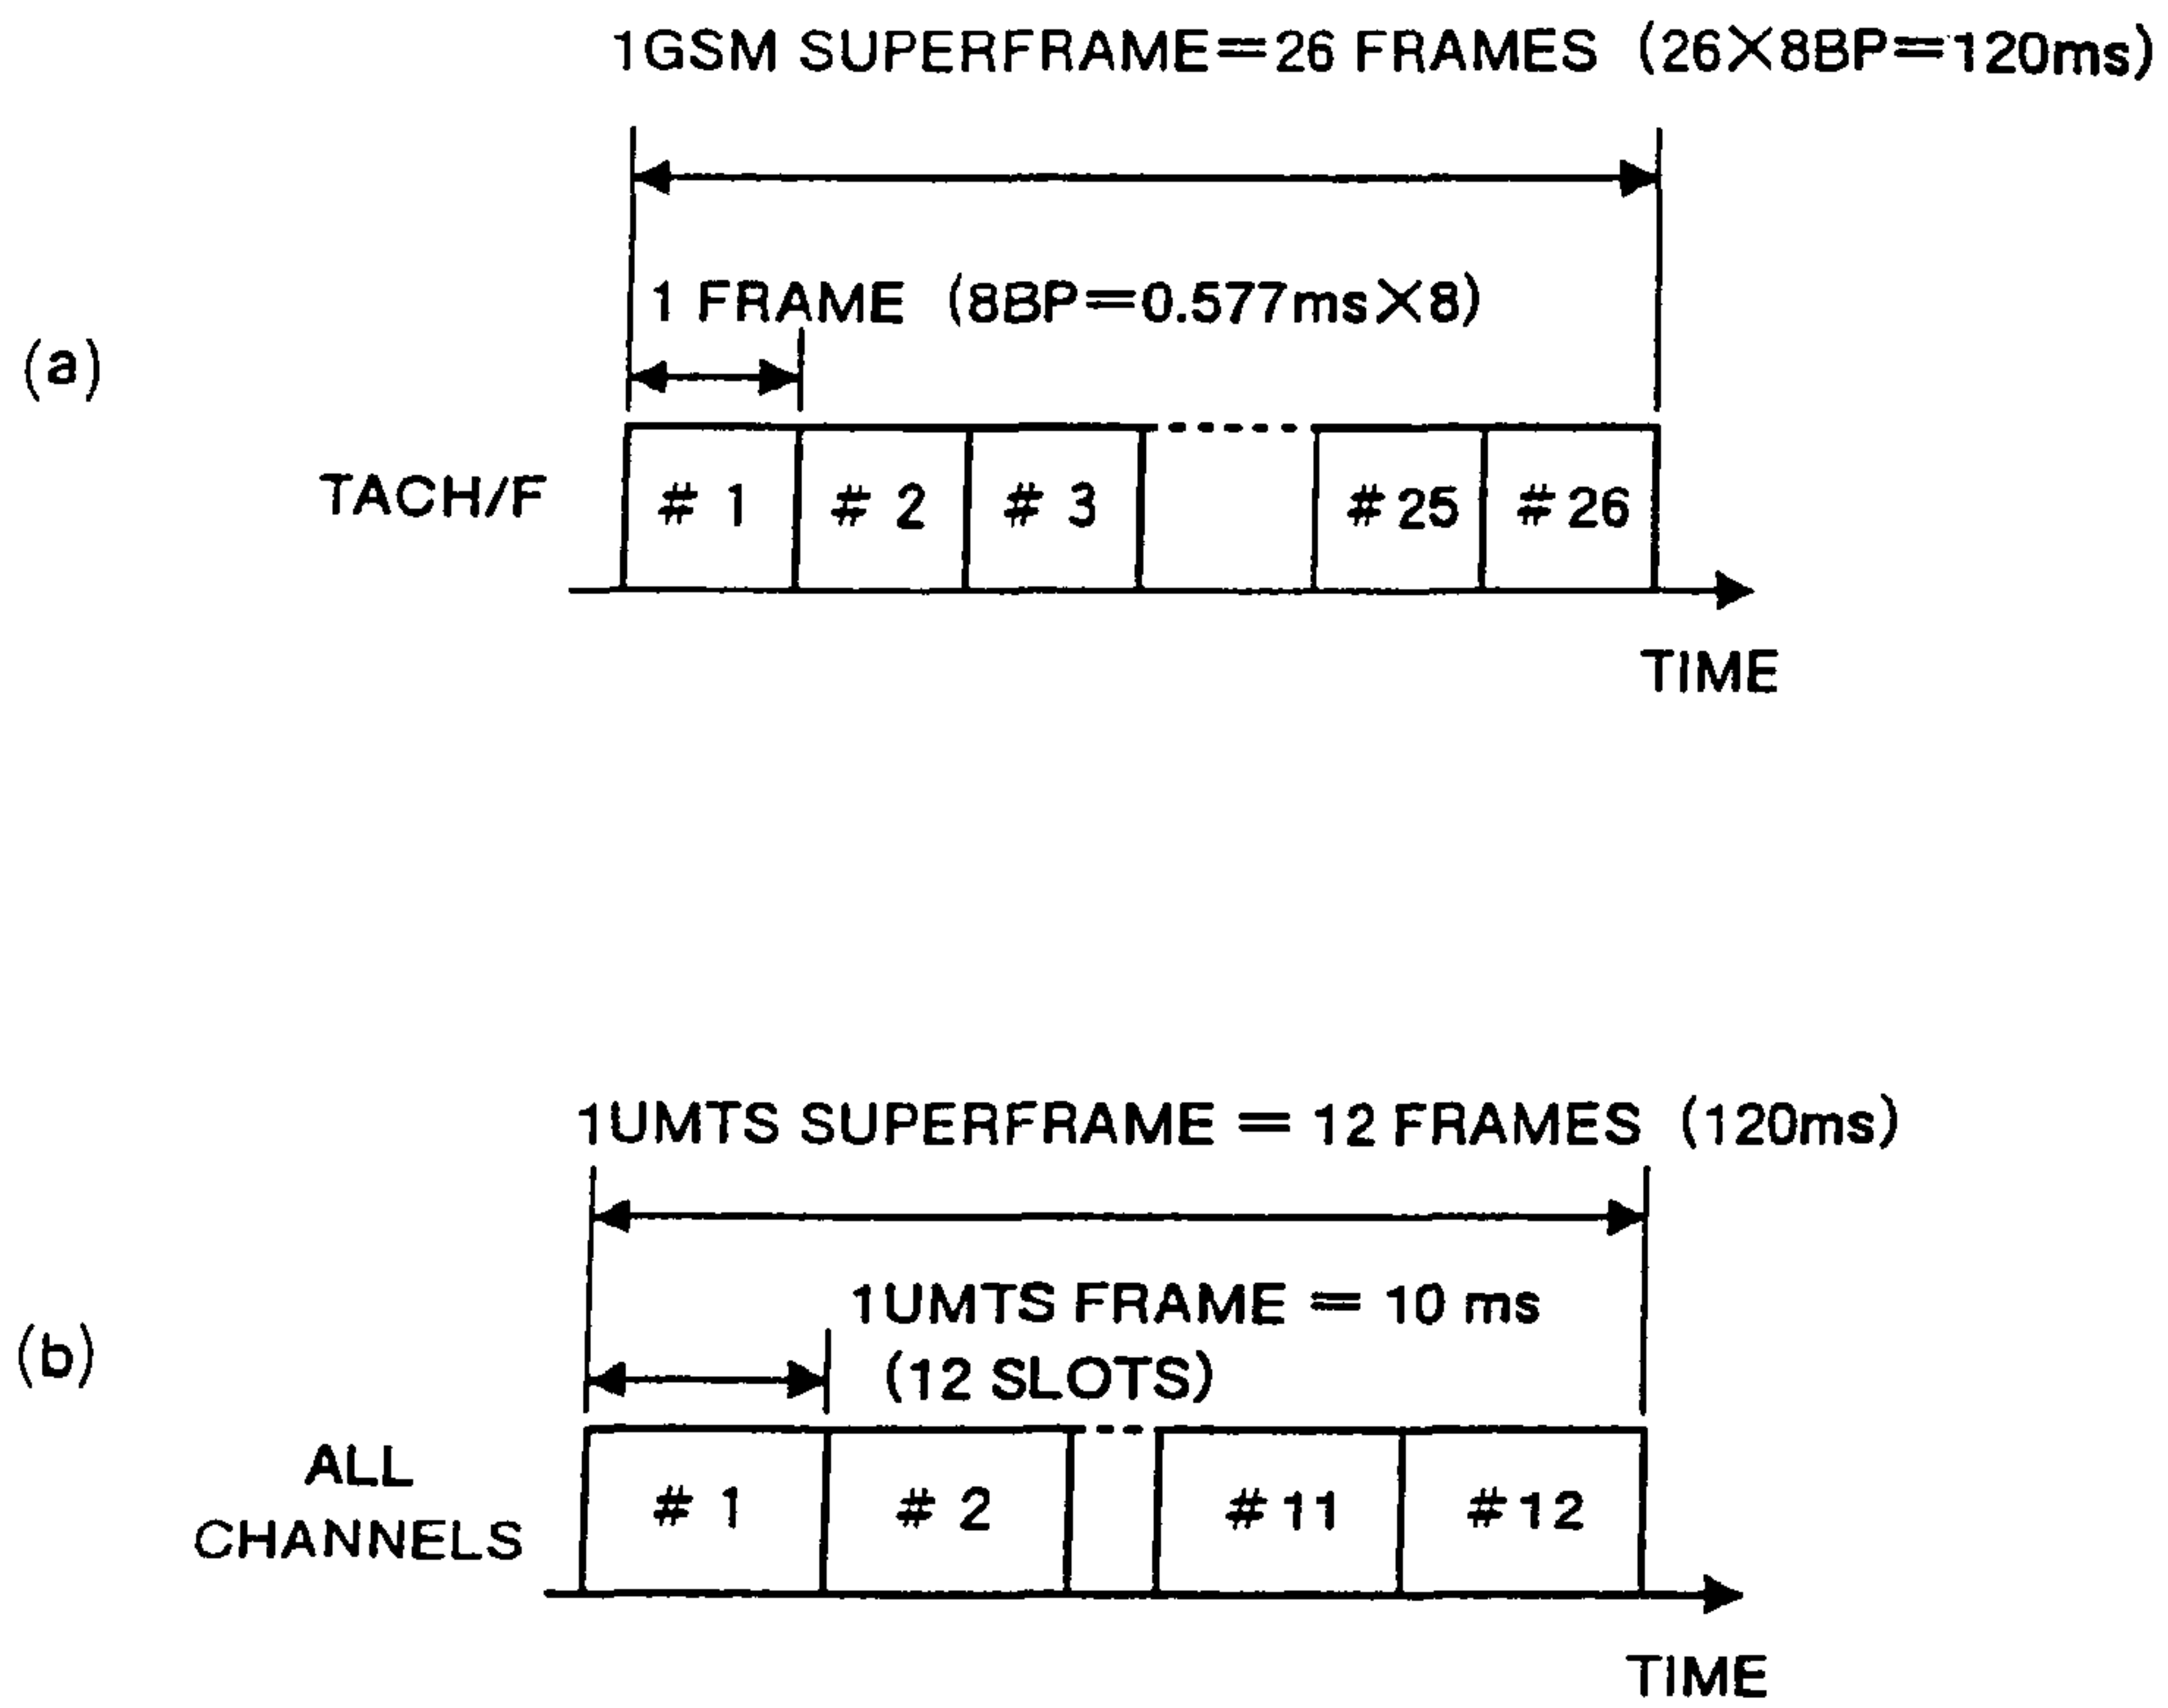 1GSM SUPERFRAME=26 FRAMES (26×8BP=120ms)
1 FRAME (8BP=0.577ms×8)
(a)
TACH/F
# 1 # 2 # 3 #25 #26
TIME
1UMTS SUPERFRAME = 12 FRAMES (120ms)
1UMTS FRAME = 10 ms
(12 SLOTS)
(b)
ALL
CHANNELS
# 1 # 2 #11 #12
TIME